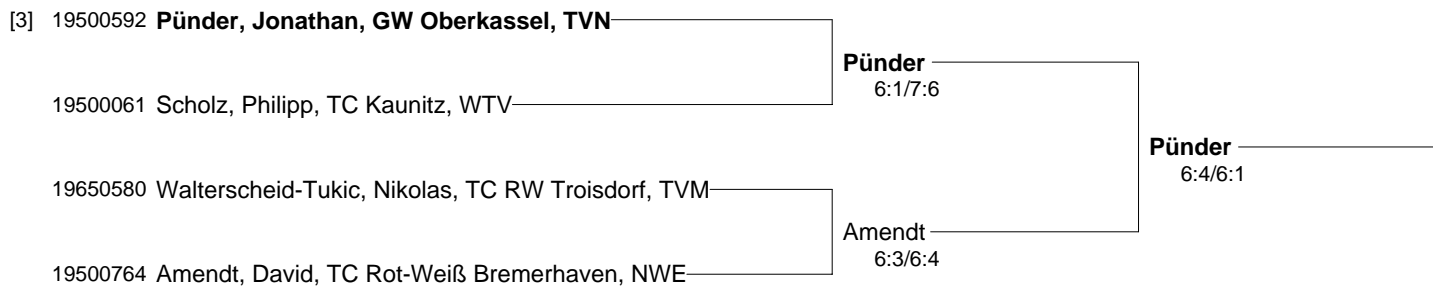 [3] 19500592 Pünder, Jonathan, GW Oberkassel, TVN
Pünder
6:1/7:6
19500061 Scholz, Philipp, TC Kaunitz, WTV
Pünder
6:4/6:1
19650580 Walterscheid-Tukic, Nikolas, TC RW Troisdorf, TVM
Amendt
6:3/6:4
19500764 Amendt, David, TC Rot-Weiß Bremerhaven, NWE